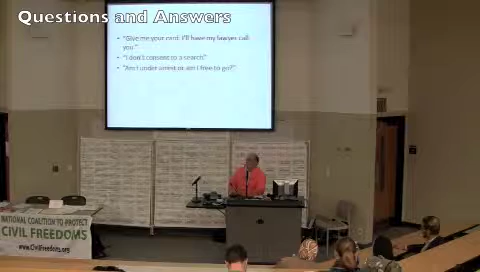 Questions and Answers
• "Give me your card: I'll have my lawyer call
you."
• "I don't consent to a search"
• "Am I under arrest or am I free to go?"
NATIONAL COALITION TO PROTECT
CIVIL FREEDOMS
www.CivilFreedoms.org